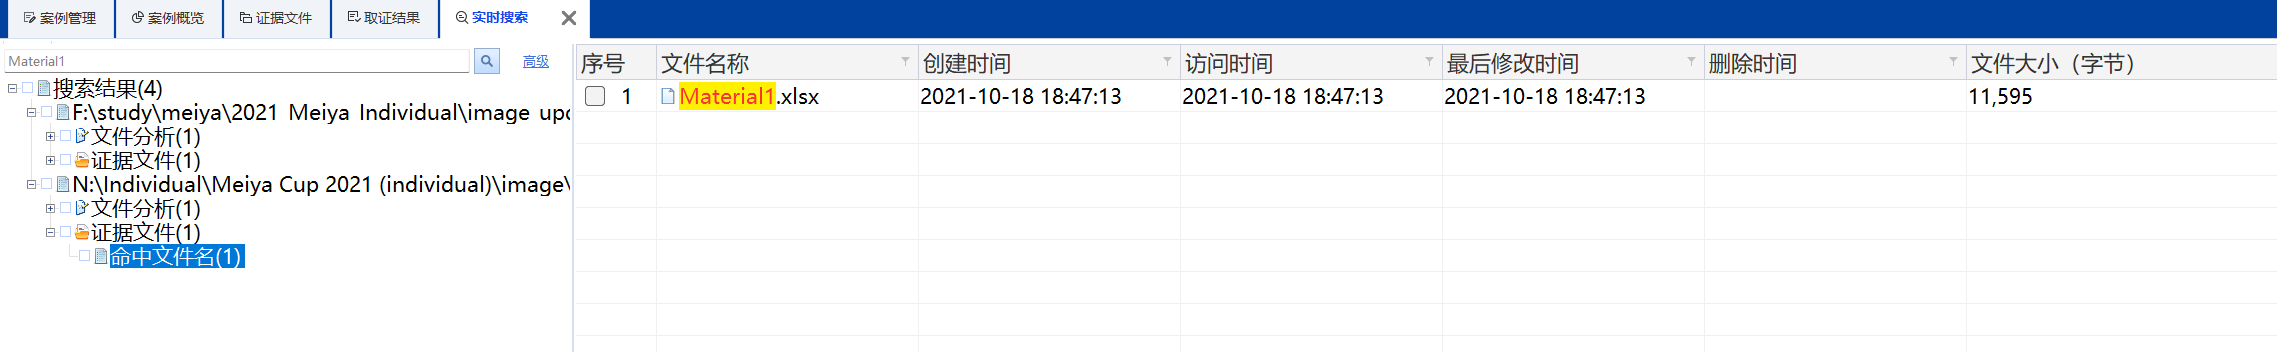 案例管理 案例概览 证据文件 取证结果 实时搜索
Material1 高级
搜索结果(4)
F:\study\meiya\2021 Meiya Individual\image upd
文件分析(1)
证据文件(1)
N:\Individual\Meiya Cup 2021 (individual)\image\
文件分析(1)
证据文件(1)
命中文件名(1)
序号 文件名称 创建时间 访问时间 最后修改时间 删除时间 文件大小（字节）
1 Material1.xlsx 2021-10-18 18:47:13 2021-10-18 18:47:13 2021-10-18 18:47:13 11,595